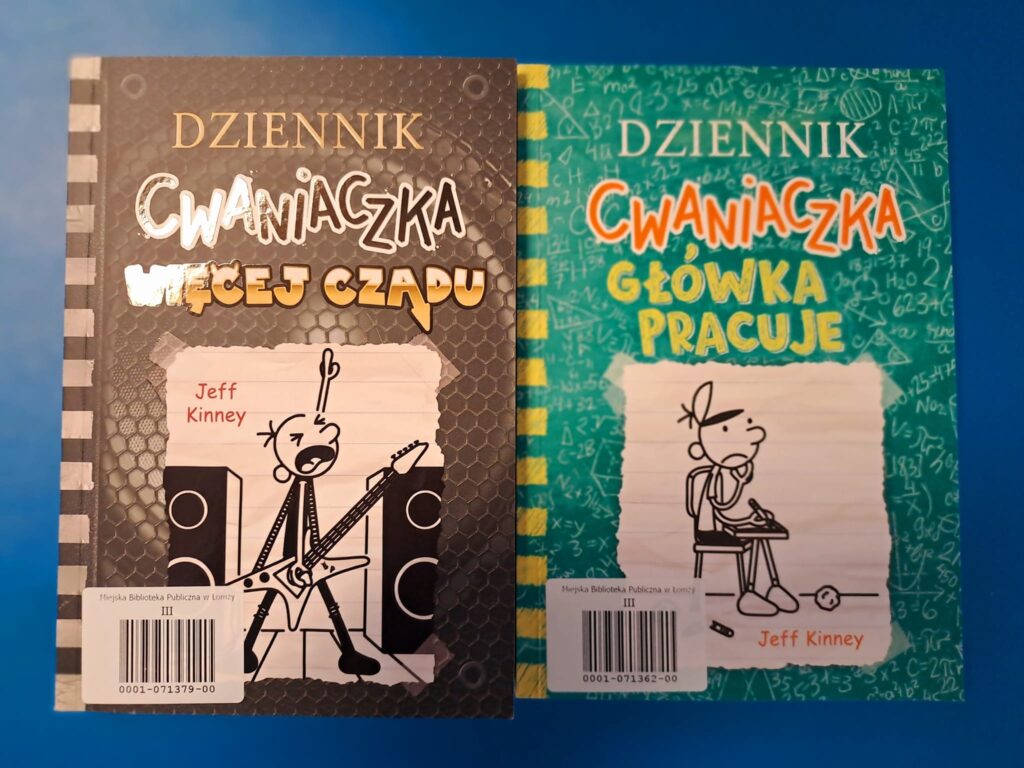 DZIENNIK
CWANIACZKA
WIĘCEJ CZADU
Jeff
Kinney
Miejska Biblioteka Publiczna w Łomży
III
0001-071379-00
DZIENNIK
CWANIACZKA
GŁÓWKA
PRACUJE
Jeff Kinney
Miejska Biblioteka Publiczna w Łomży
III
0001-071362-00